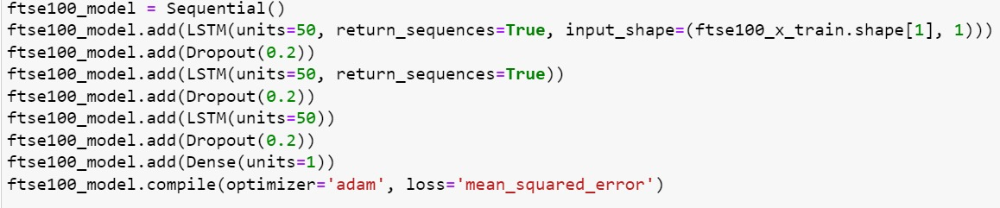 ftse100_model = Sequential()
ftse100_model.add(LSTM(units=50, return_sequences=True, input_shape=(ftse100_x_train.shape[1], 1)))
ftse100_model.add(Dropout(0.2))
ftse100_model.add(LSTM(units=50, return_sequences=True))
ftse100_model.add(Dropout(0.2))
ftse100_model.add(LSTM(units=50))
ftse100_model.add(Dropout(0.2))
ftse100_model.add(Dense(units=1))
ftse100_model.compile(optimizer='adam', loss='mean_squared_error')